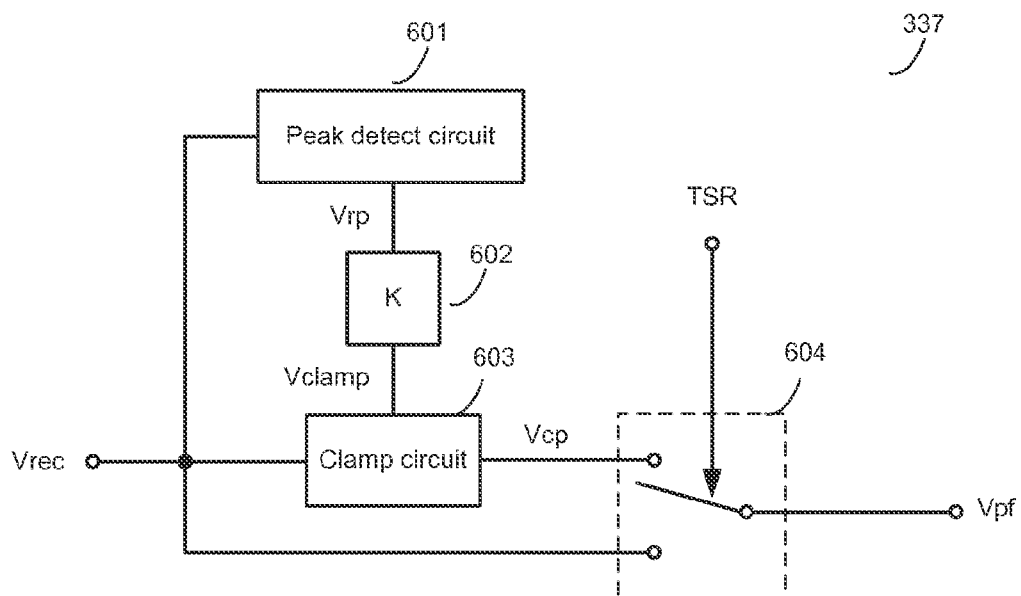 601
337
Peak detect circuit
TSR
Vrp
602
K
Vclamp
603
604
Vcp
Vrec
Clamp circuit
Vpf